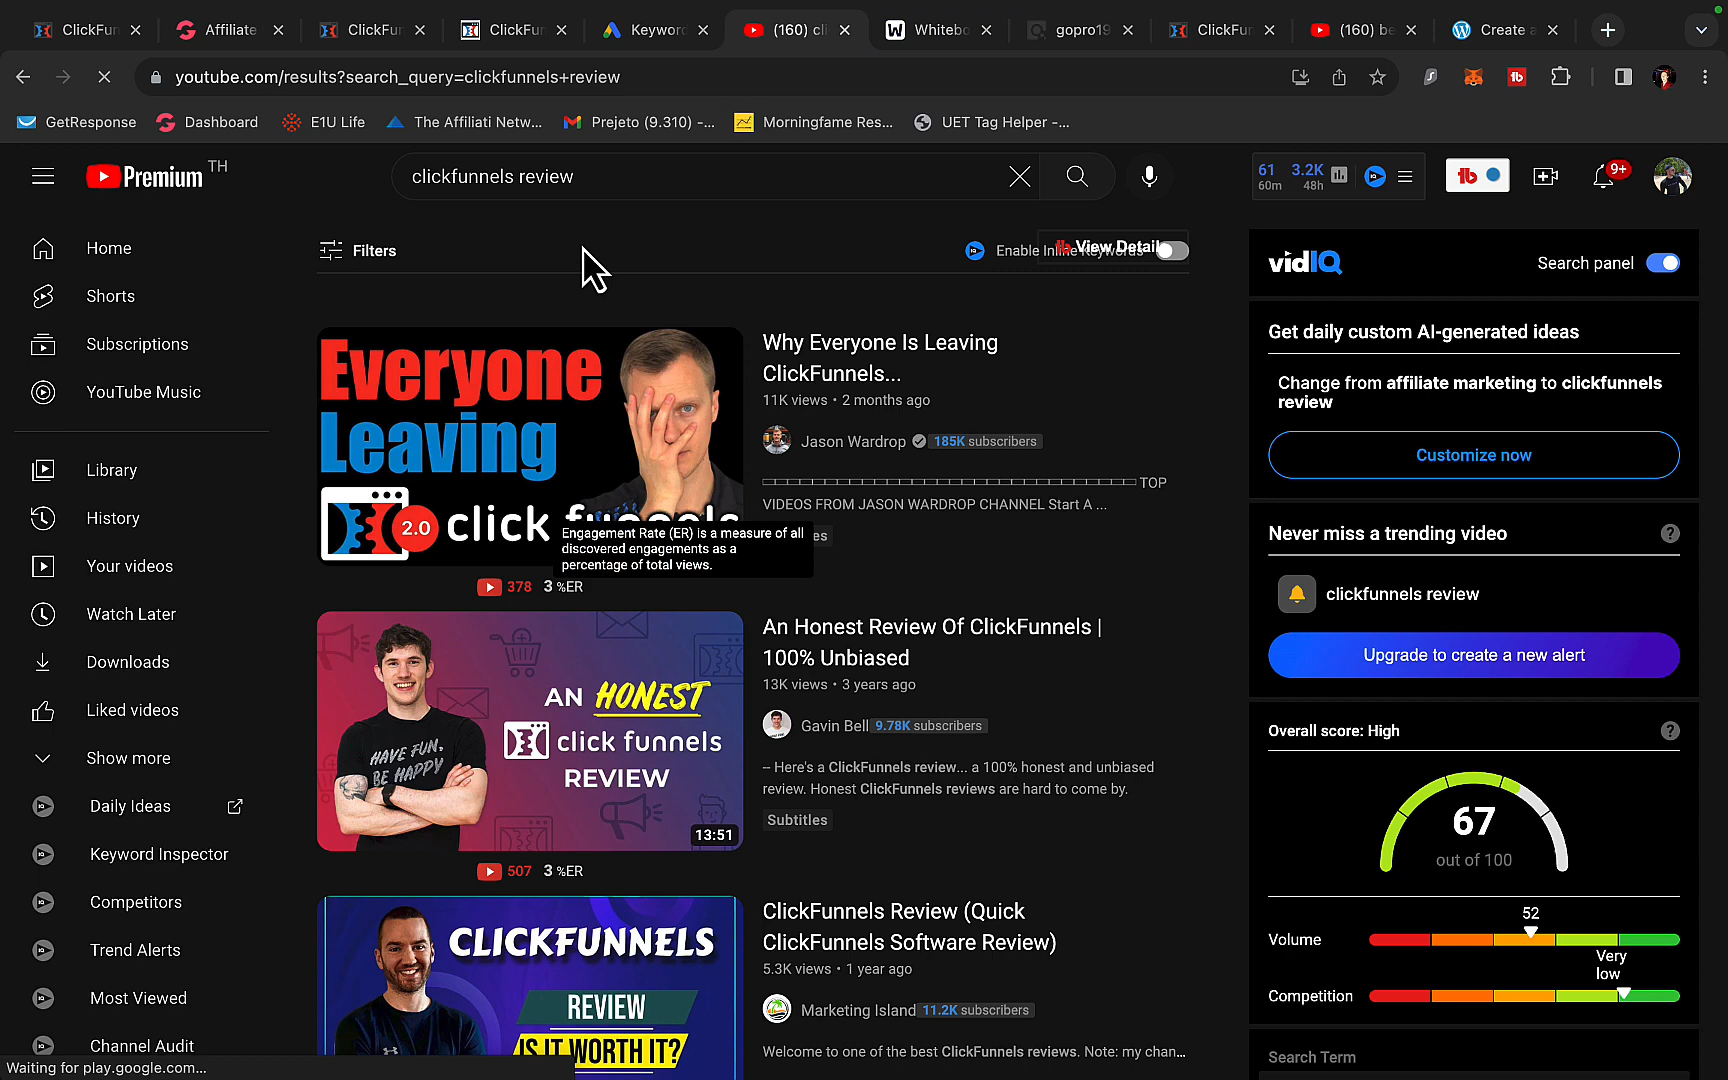 ClickFun
Affiliate
ClickFun
ClickFun
Keyword
(160) cli
Whitebo
gopro19
ClickFun
(160) be
Create a
youtube.com/results?search_query=clickfunnels+review
GetResponse
Dashboard
E1U Life
The Affiliati Netw...
Prejeto (9.310) -...
Morningfame Res...
UET Tag Helper -...
Premium TH
clickfunnels review
61
60m
3.2K
48h
9+
Home
Shorts
Subscriptions
YouTube Music
Library
History
Your videos
Watch Later
Downloads
Liked videos
Show more
Daily Ideas
Keyword Inspector
Competitors
Trend Alerts
Most Viewed
Channel Audit
Waiting for play.google.com...
Filters
Enable Inline Keywords
View Detail
Everyone
Leaving
2.0 click funnels
Engagement Rate (ER) is a measure of all
discovered engagements as a
percentage of total views.
378 3 %ER
Why Everyone Is Leaving
ClickFunnels...
11K views • 2 months ago
Jason Wardrop 185K subscribers
TOP
VIDEOS FROM JASON WARDROP CHANNEL Start A ...
es
AN HONEST
click funnels
REVIEW
HAVE FUN.
BE HAPPY
13:51
507 3 %ER
An Honest Review Of ClickFunnels |
100% Unbiased
13K views • 3 years ago
Gavin Bell 9.78K subscribers
-- Here's a ClickFunnels review... a 100% honest and unbiased
review. Honest ClickFunnels reviews are hard to come by.
Subtitles
CLICKFUNNELS
REVIEW
IS IT WORTH IT?
ClickFunnels Review (Quick
ClickFunnels Software Review)
5.3K views • 1 year ago
Marketing Island 11.2K subscribers
Welcome to one of the best ClickFunnels reviews. Note: my chan...
vidIQ
Search panel
Get daily custom AI-generated ideas
Change from affiliate marketing to clickfunnels
review
Customize now
Never miss a trending video
clickfunnels review
Upgrade to create a new alert
Overall score: High
67
out of 100
52
Volume
Very
low
Competition
Search Term